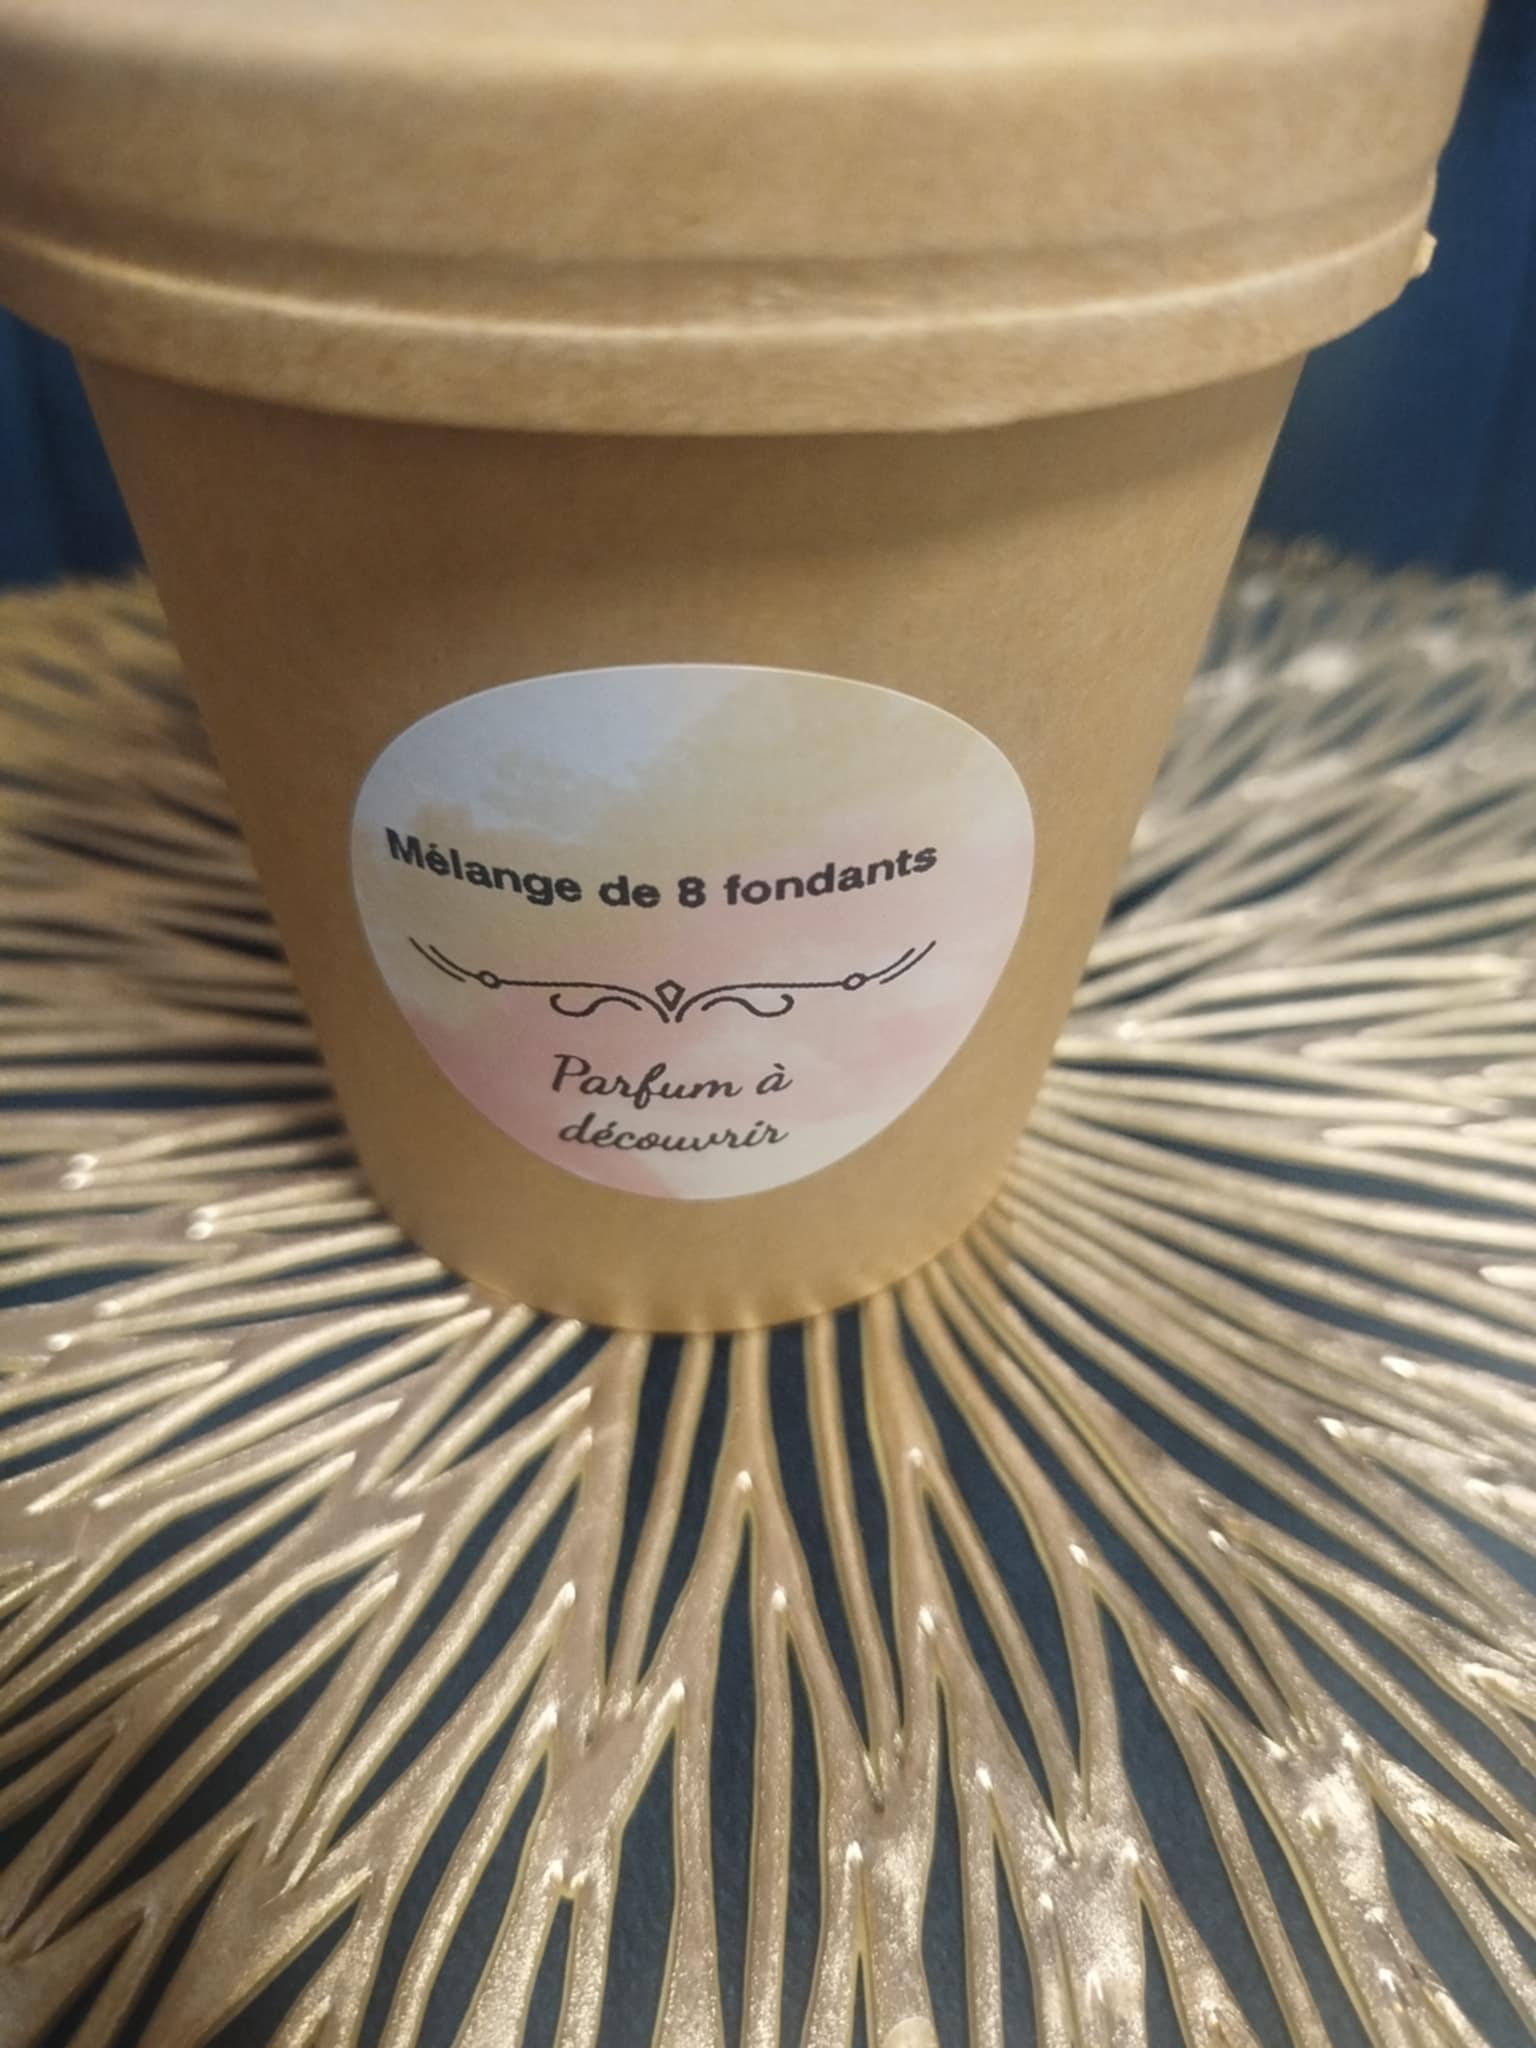 Mélange de 8 fondants
Parfum à
découvrir